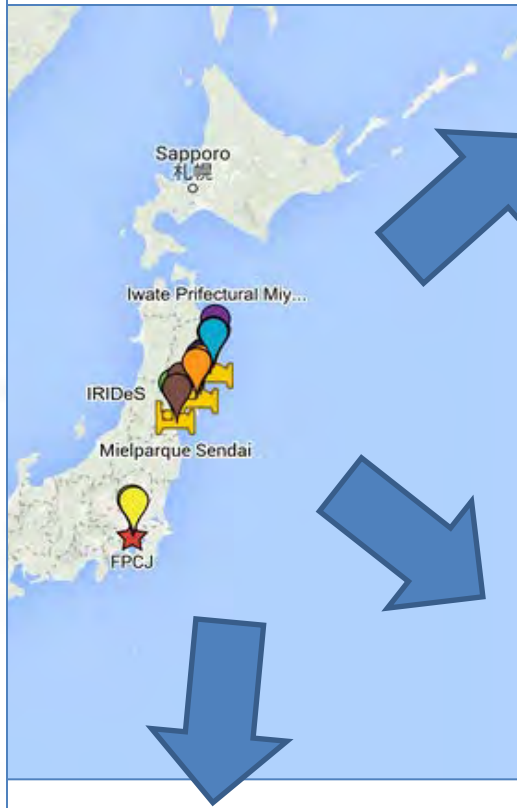 Sapporo
札幌
Iwate Prifectural Miy...
IRIDeS
Mielparque Sendai
FPCJ